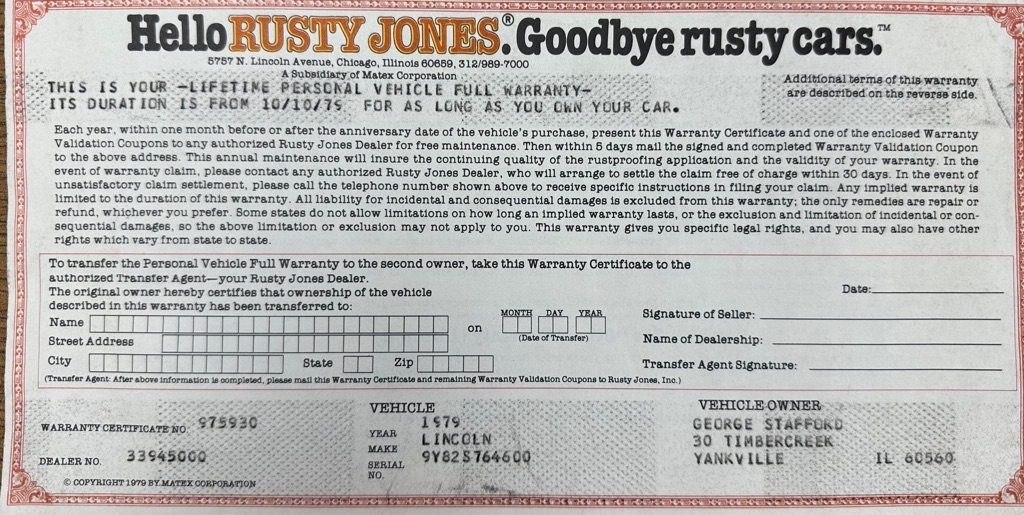 Hello RUSTY JONES.® Goodbye rusty cars.™
5757 N. Lincoln Avenue, Chicago, Illinois 60659, 312/989-7000
A Subsidiary of Matex Corporation
THIS IS YOUR -LIFETIME PERSONAL VEHICLE FULL WARRANTY-
ITS DURATION IS FROM 10/10/79 FOR AS LONG AS YOU OWN YOUR CAR.
Additional terms of this warranty
are described on the reverse side.
Each year, within one month before or after the anniversary date of the vehicle's purchase, present this Warranty Certificate and one of the enclosed Warranty
Validation Coupons to any authorized Rusty Jones Dealer for free maintenance. Then within 5 days mail the signed and completed Warranty Validation Coupon
to the above address. This annual maintenance will insure the continuing quality of the rustproofing application and the validity of your warranty. In the
event of warranty claim, please contact any authorized Rusty Jones Dealer, who will arrange to settle the claim free of charge within 30 days. In the event of
unsatisfactory claim settlement, please call the telephone number shown above to receive specific instructions in filing your claim. Any implied warranty is
limited to the duration of this warranty. All liability for incidental and consequential damages is excluded from this warranty; the only remedies are repair or
refund, whichever you prefer. Some states do not allow limitations on how long an implied warranty lasts, or the exclusion and limitation of incidental or con-
sequential damages, so the above limitation or exclusion may not apply to you. This warranty gives you specific legal rights, and you may also have other
rights which vary from state to state.
To transfer the Personal Vehicle Full Warranty to the second owner, take this Warranty Certificate to the
authorized Transfer Agent—your Rusty Jones Dealer.
The original owner hereby certifies that ownership of the vehicle
described in this warranty has been transferred to:
Name
Street Address
City State Zip
on
MONTH DAY YEAR
(Date of Transfer)
Date:
Signature of Seller:
Name of Dealership:
Transfer Agent Signature:
(Transfer Agent: After above information is completed, please mail this Warranty Certificate and remaining Warranty Validation Coupons to Rusty Jones, Inc.)
WARRANTY CERTIFICATE NO. 975930
DEALER NO. 33945000
© COPYRIGHT 1979 BY MATEX CORPORATION
VEHICLE
YEAR 1979
MAKE LINCOLN
SERIAL NO. 9Y82S764600
VEHICLE OWNER
GEORGE STAFFORD
30 TIMBERCREEK
YANKVILLE IL 60560